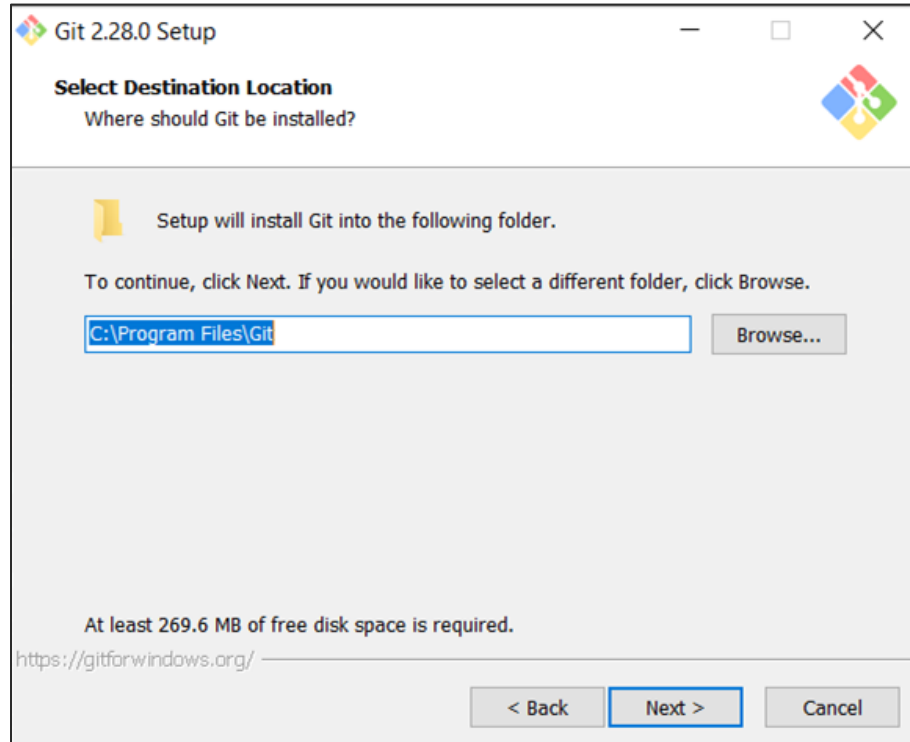 Git 2.28.0 Setup
Select Destination Location
Where should Git be installed?
Setup will install Git into the following folder.
To continue, click Next. If you would like to select a different folder, click Browse.
C:\Program Files\Git
Browse...
At least 269.6 MB of free disk space is required.
https://gitforwindows.org/
< Back
Next >
Cancel